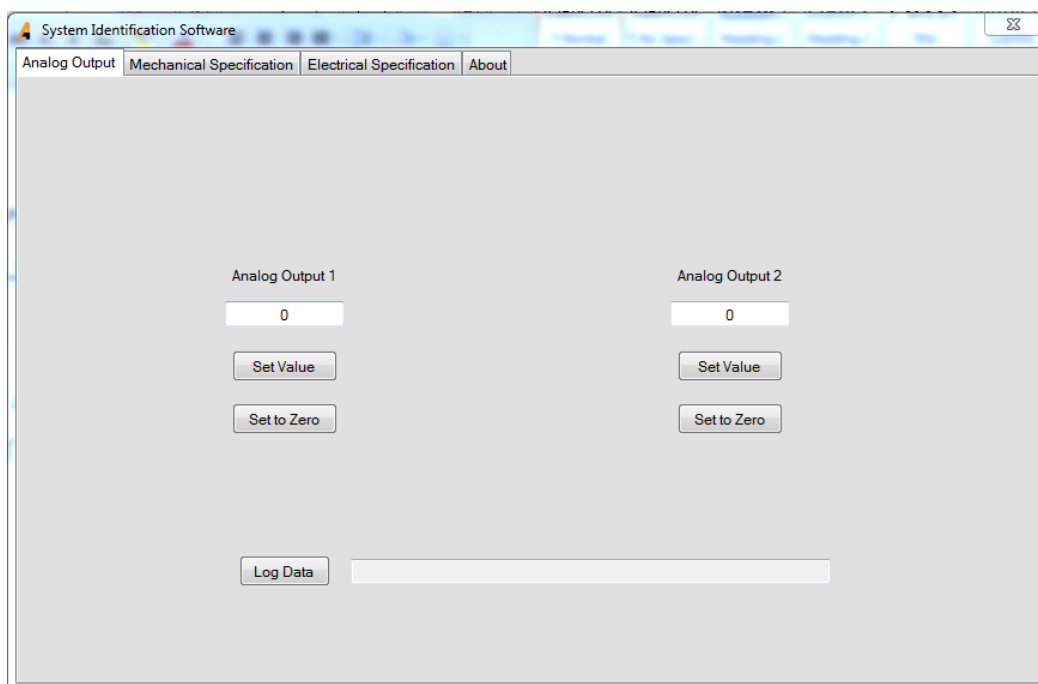 System Identification Software
Analog Output Mechanical Specification Electrical Specification About
Analog Output 1 Analog Output 2
0 0
Set Value Set Value
Set to Zero Set to Zero
Log Data